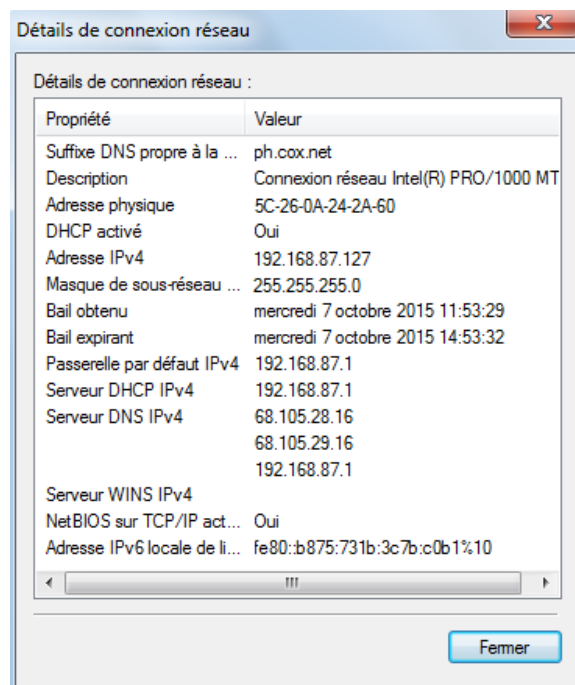 Détails de connexion réseau
Détails de connexion réseau :
Propriété Valeur
Suffixe DNS propre à la ... ph.cox.net
Description Connexion réseau Intel(R) PRO/1000 MT
Adresse physique 5C-26-0A-24-2A-60
DHCP activé Oui
Adresse IPv4 192.168.87.127
Masque de sous-réseau ... 255.255.255.0
Bail obtenu mercredi 7 octobre 2015 11:53:29
Bail expirant mercredi 7 octobre 2015 14:53:32
Passerelle par défaut IPv4 192.168.87.1
Serveur DHCP IPv4 192.168.87.1
Serveur DNS IPv4 68.105.28.16
68.105.29.16
192.168.87.1
Serveur WINS IPv4
NetBIOS sur TCP/IP act... Oui
Adresse IPv6 locale de li... fe80::b875:731b:3c7b:c0b1%10
Fermer